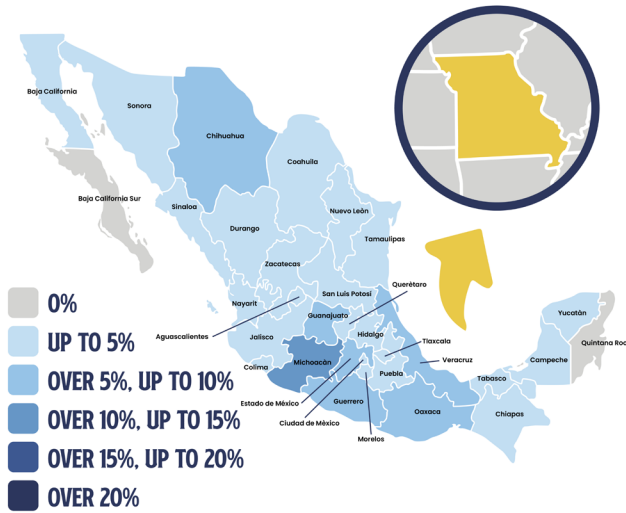 Baja California
Sonora
Chihuahua
Coahuila
Baja California Sur
Sinaloa
Durango
Nuevo León
Tamaulipas
Zacatecas
San Luis Potosí
Querétaro
Nayarit
Guanajuato
Aguascalientes
Jalisco
Hidalgo
Tlaxcala
Veracruz
Colima
Michoacán
Puebla
Estado de México
Guerrero
Ciudad de México
Morelos
Oaxaca
Tabasco
Chiapas
Campeche
Yucatán
Quintana Roo
0%
UP TO 5%
OVER 5%, UP TO 10%
OVER 10%, UP TO 15%
OVER 15%, UP TO 20%
OVER 20%